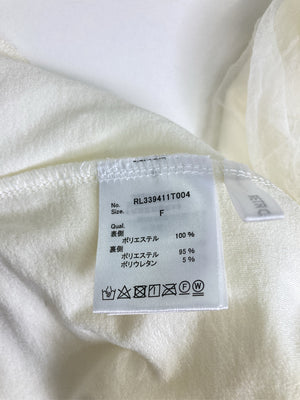 No. RL339411T004
Size. F
Qual.
表側
ポリエステル 100 %
裏側
ポリエステル 95 %
ポリウレタン 5 %
F W